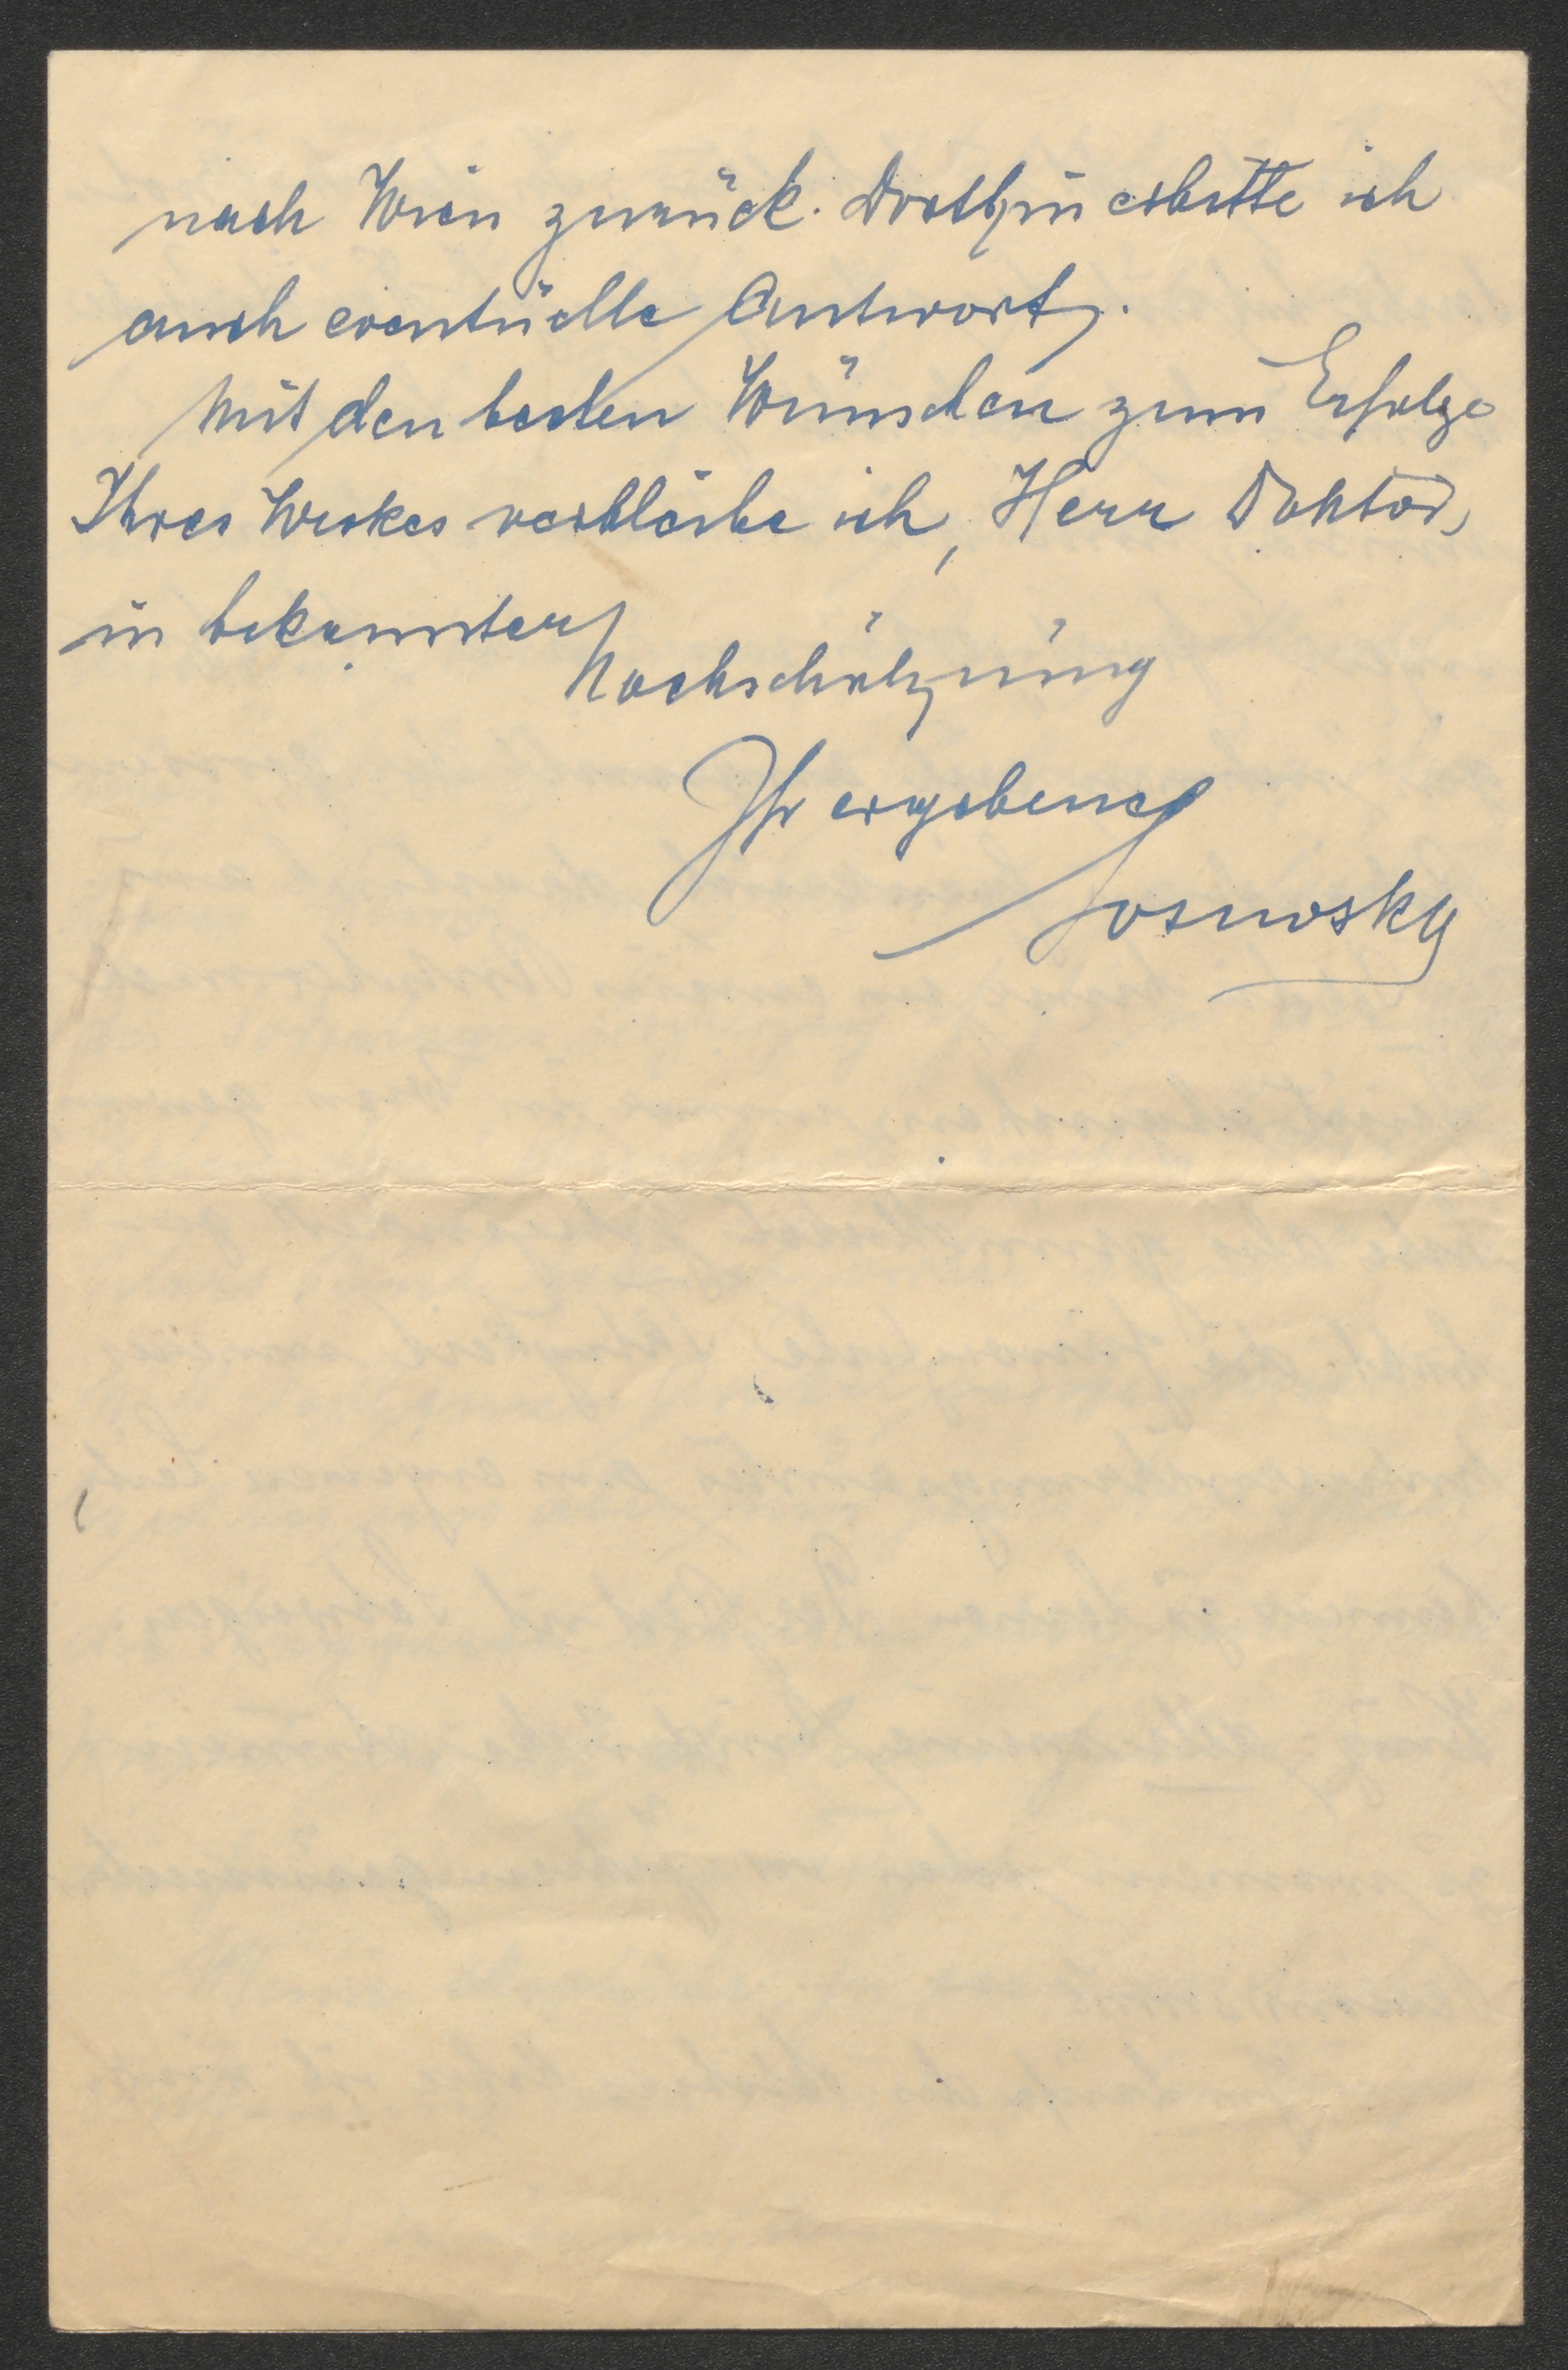 nach Wien zurück. Dorthin erbitte ich
auch eventuelle Antwort.
Mit den besten Wünschen zum Erfolge
Ihres Werkes verbleibe ich, Herr Doktor,
in bekannter
Hochschätzung
Ihr ergebener
Sosnosky